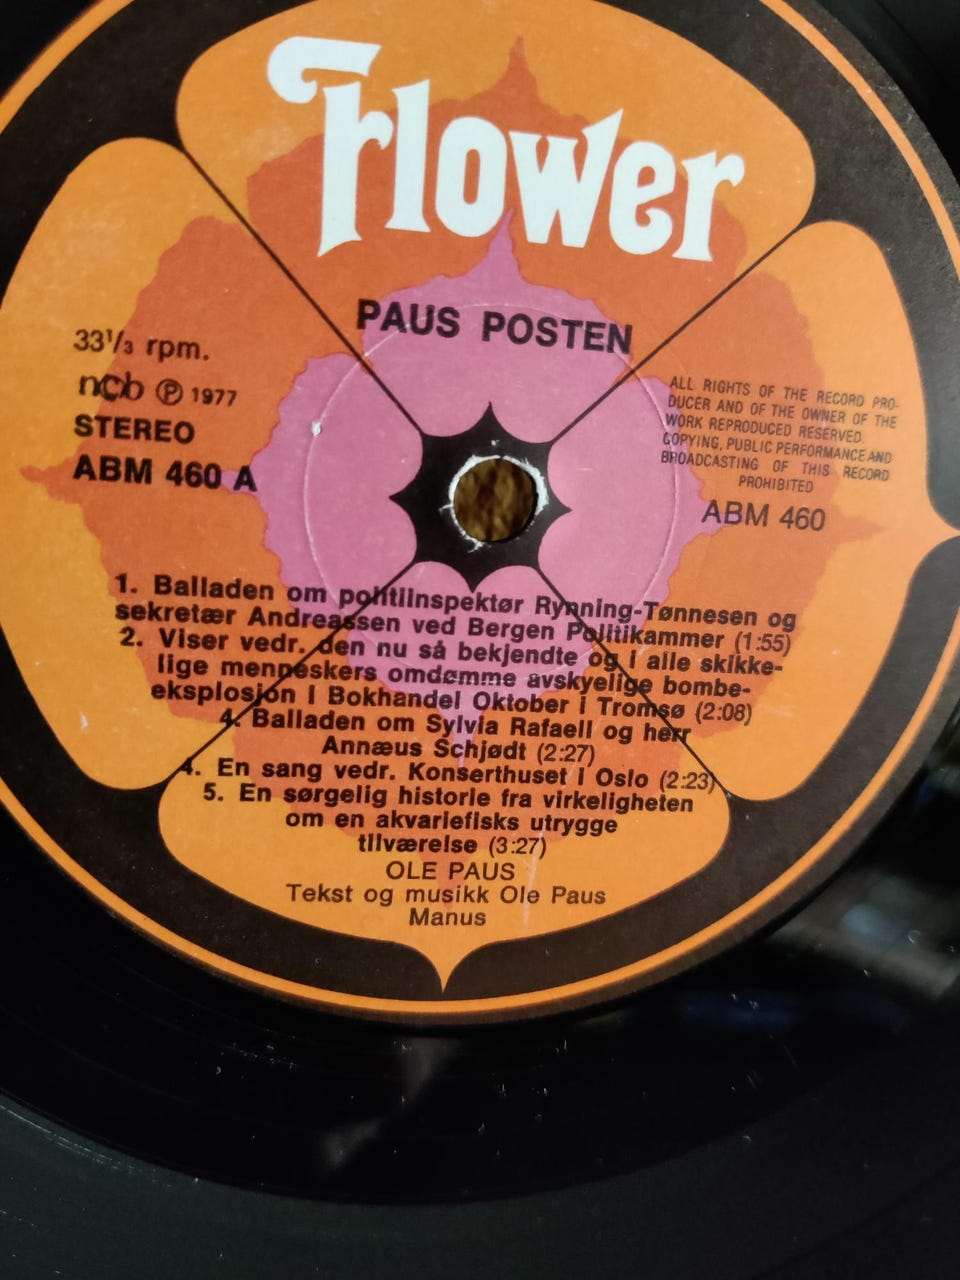 Flower
PAUS POSTEN
33 1/3 rpm.
ncb Ⓟ 1977
STEREO
ABM 460 A
ALL RIGHTS OF THE RECORD PRO-
DUCER AND OF THE OWNER OF THE
WORK REPRODUCED RESERVED.
COPYING, PUBLIC PERFORMANCE AND
BROADCASTING OF THIS RECORD
PROHIBITED
ABM 460
1. Balladen om politiinspektør Rynning-Tønnesen og
sekretær Andreassen ved Bergen Politikammer (1:55)
2. Viser vedr. den nu så bekjendte og i alle skikke-
lige menneskers omdømme avskyelige bombe-
eksplosjon i Bokhandel Oktober i Tromsø (2:08)
4. Balladen om Sylvia Rafaell og herr
Annæus Schjødt (2:27)
4. En sang vedr. Konserthuset i Oslo (2:23)
5. En sørgelig historie fra virkeligheten
om en akvariefisks utrygge
tilværelse (3:27)
OLE PAUS
Tekst og musikk Ole Paus
Manus